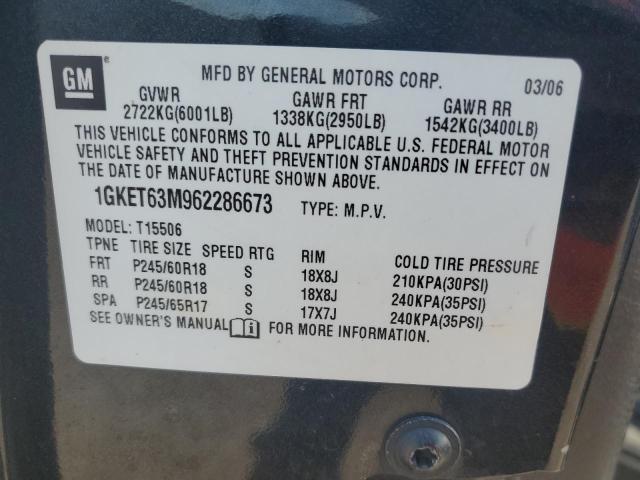 GM
MFD BY GENERAL MOTORS CORP. 03/06
GVWR GAWR FRT GAWR RR
2722KG(6001LB) 1338KG(2950LB) 1542KG(3400LB)
THIS VEHICLE CONFORMS TO ALL APPLICABLE U.S. FEDERAL MOTOR
VEHICLE SAFETY AND THEFT PREVENTION STANDARDS IN EFFECT ON
THE DATE OF MANUFACTURE SHOWN ABOVE.
1GKET63M962286673 TYPE: M.P.V.
MODEL: T15506
TPNE TIRE SIZE SPEED RTG RIM COLD TIRE PRESSURE
FRT P245/60R18 S 18X8J 210KPA(30PSI)
RR P245/60R18 S 18X8J 240KPA(35PSI)
SPA P245/65R17 S 17X7J 240KPA(35PSI)
SEE OWNER'S MANUAL i FOR MORE INFORMATION.